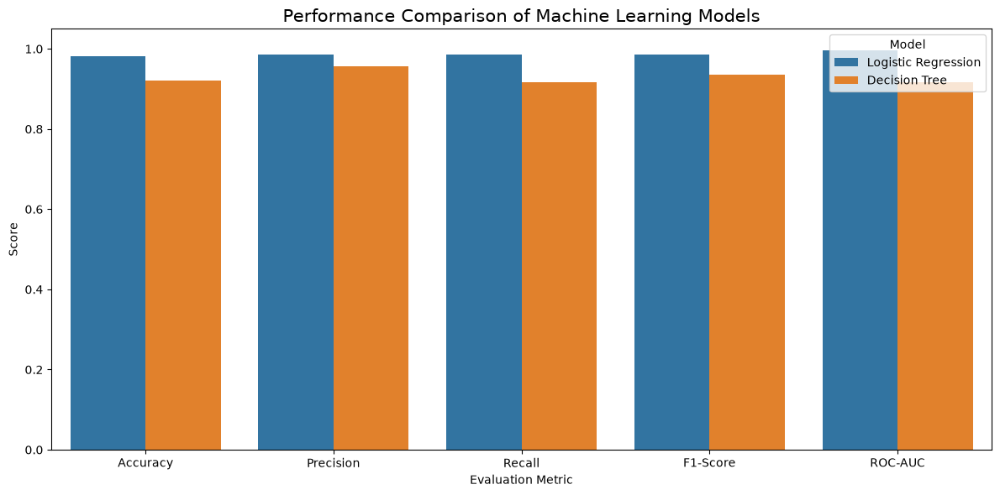 Performance Comparison of Machine Learning Models
Model
Logistic Regression
Decision Tree
1.0
0.8
0.6
0.4
0.2
0.0
Score
Accuracy Precision Recall F1-Score ROC-AUC
Evaluation Metric